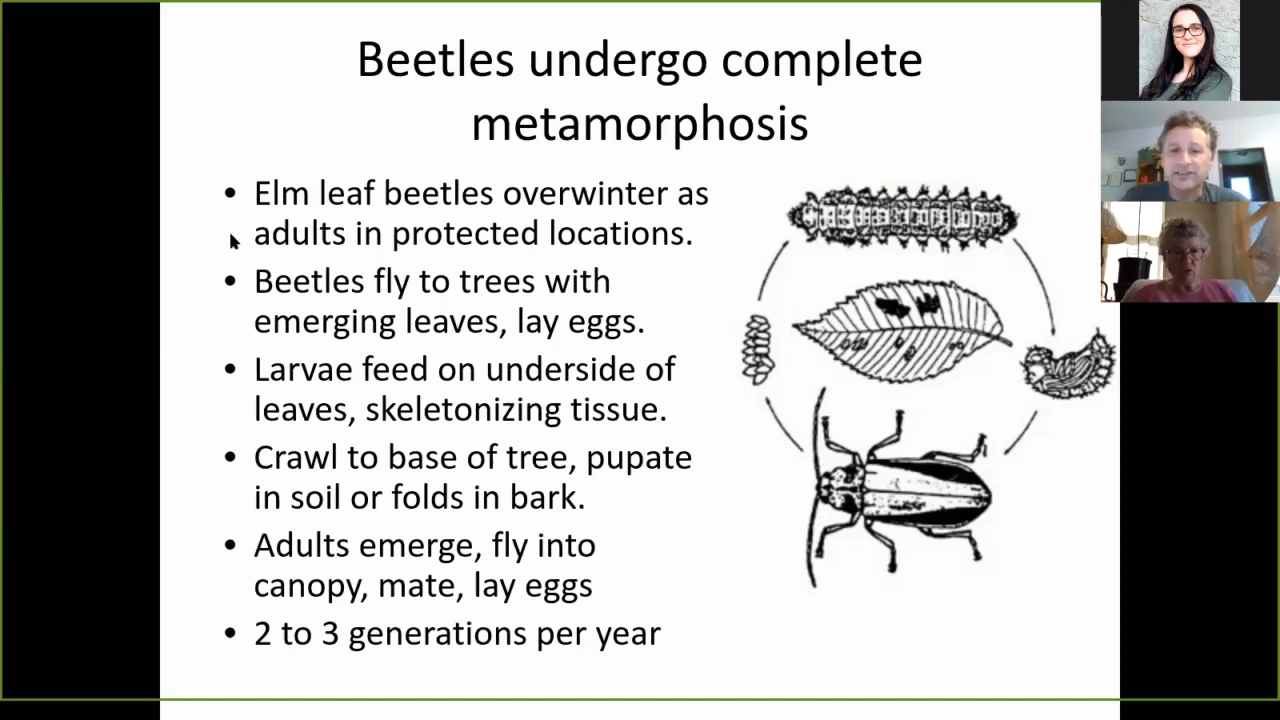 Beetles undergo complete
metamorphosis
• Elm leaf beetles overwinter as
adults in protected locations.
• Beetles fly to trees with
emerging leaves, lay eggs.
• Larvae feed on underside of
leaves, skeletonizing tissue.
• Crawl to base of tree, pupate
in soil or folds in bark.
• Adults emerge, fly into
canopy, mate, lay eggs
• 2 to 3 generations per year